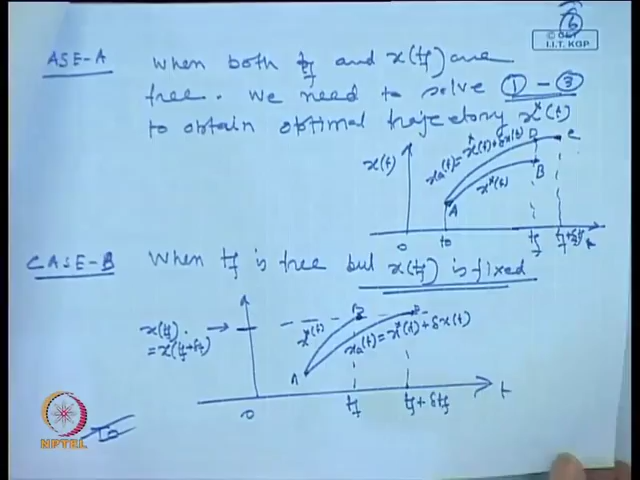 6
© CET
I.I.T. KGP
ASE-A When both tf and x(tf) are
free. We need to solve ① - ③
to obtain optimal trajectory x*(t)
x(t)
xa(t) = x*(t) + δx(t)
D C
x*(t) B
A
0 t0 tf tf+δtf t
CASE-B When tf is free but x(tf) is fixed
x(tf)
= x(tf+δtf)
B
x*(t) xa(t) = x*(t) + δx(t)
A
0 tf tf + δtf t
NPTEL